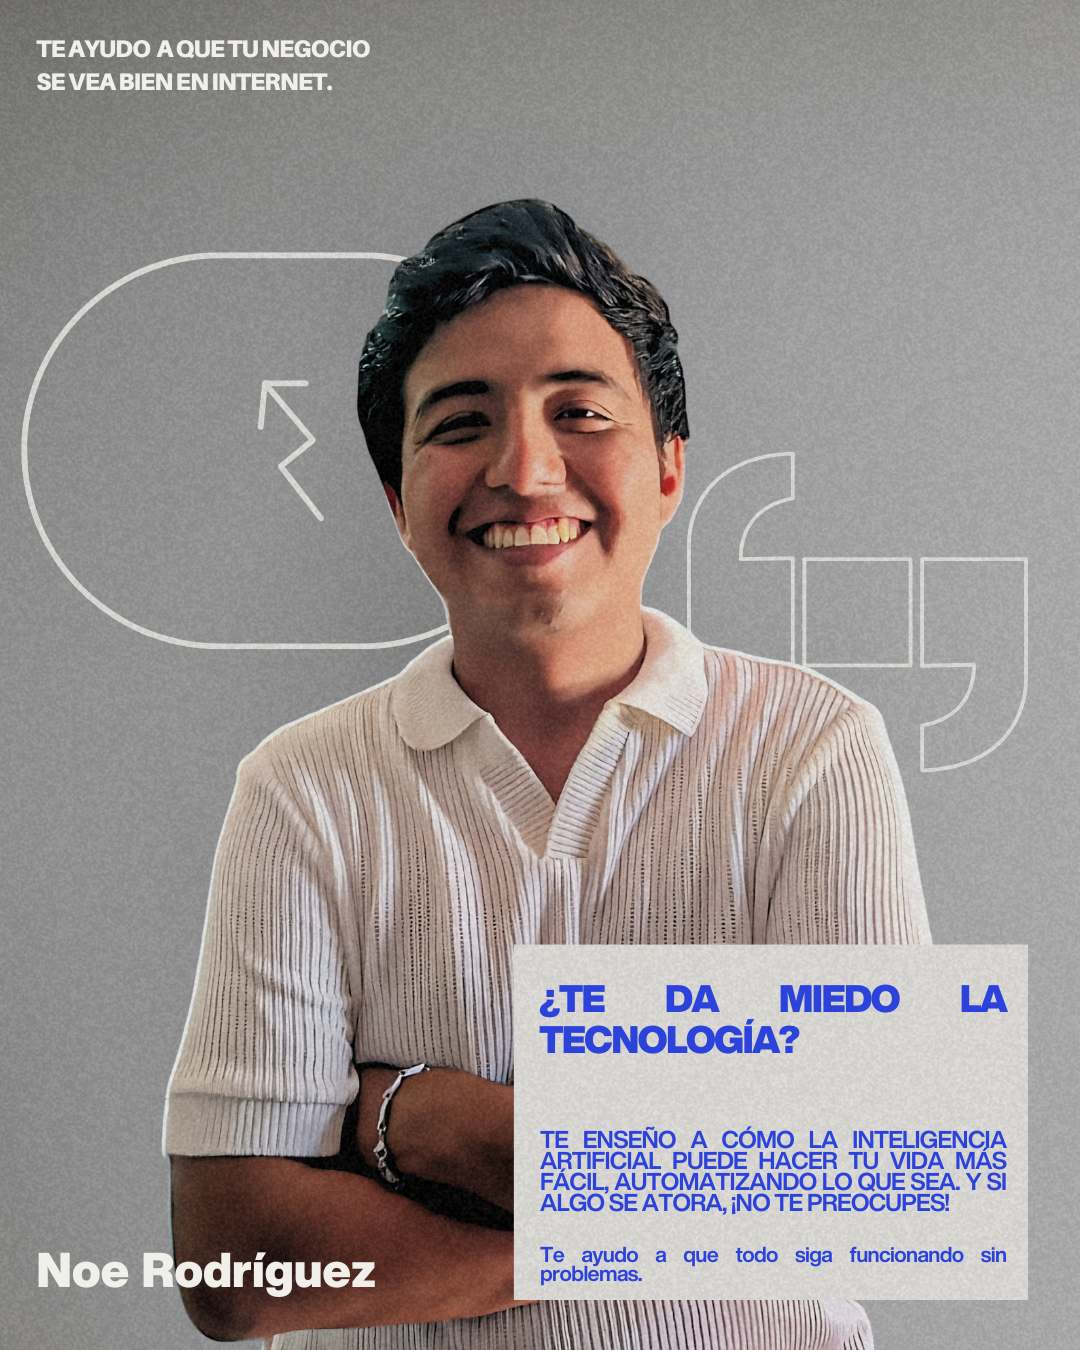 TE AYUDO A QUE TU NEGOCIO
SE VEA BIEN EN INTERNET.
¿TE DA MIEDO LA
TECNOLOGÍA?
TE ENSEÑO A CÓMO LA INTELIGENCIA
ARTIFICIAL PUEDE HACER TU VIDA MÁS
FÁCIL, AUTOMATIZANDO LO QUE SEA. Y SI
ALGO SE ATORA, ¡NO TE PREOCUPES!
Te ayudo a que todo siga funcionando sin
problemas.
Noe Rodríguez